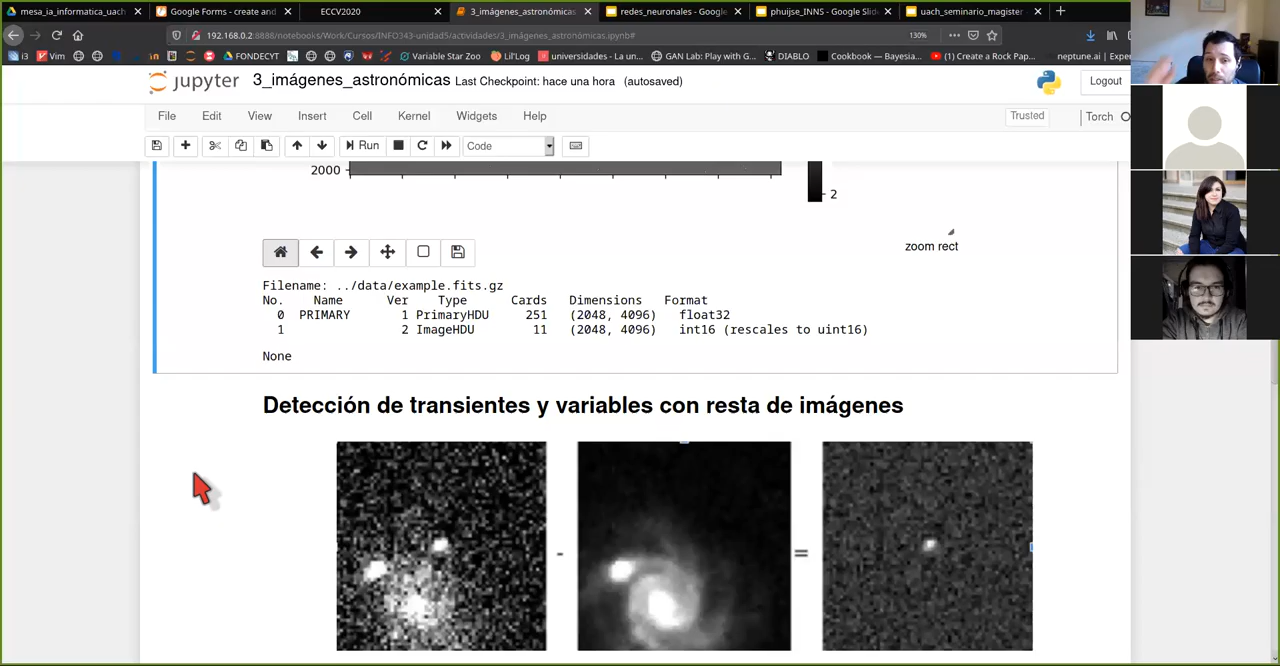 mesa_ia_informatica_uach
Google Forms - create and
ECCV2020
3_imágenes_astronómicas
redes_neuronales - Google
phuijse_INNS - Google Slide
uach_seminario_magister
192.168.0.2:8888/notebooks/Work/Cursos/INFO343-unidad5/actividades/3_imágenes_astronómicas.ipynb#
130%
i3
Vim
FONDECYT
Variable Star Zoo
Lil'Log
universidades - La un...
GAN Lab: Play with G...
DIABLO
Cookbook — Bayesia...
(1) Create a Rock Pap...
neptune.ai | Exper
jupyter
3_imágenes_astronómicas
Last Checkpoint: hace una hora
(autosaved)
Logout
File
Edit
View
Insert
Cell
Kernel
Widgets
Help
Trusted
Torch
Run
Code
2000
2
zoom rect
Filename: ../data/example.fits.gz
No. Name Ver Type Cards Dimensions Format
0 PRIMARY 1 PrimaryHDU 251 (2048, 4096) float32
1 2 ImageHDU 11 (2048, 4096) int16 (rescales to uint16)
None
Detección de transientes y variables con resta de imágenes
- =